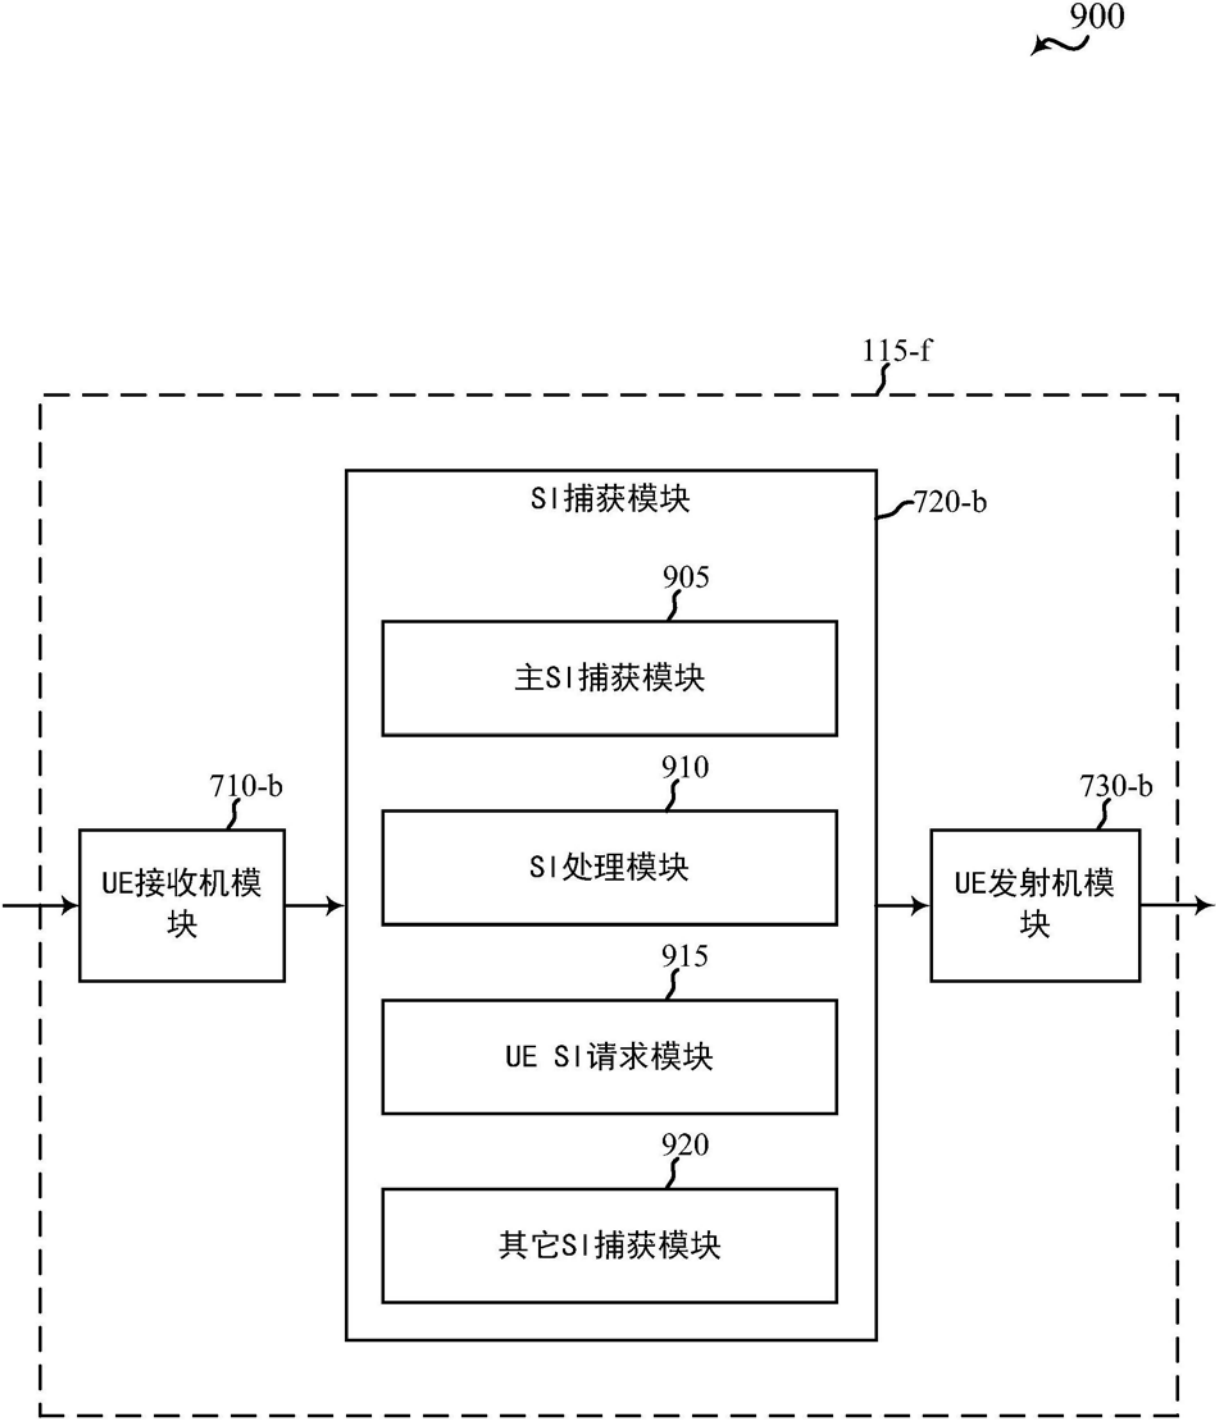 900
115-f
SI捕获模块
720-b
905
主SI捕获模块
910
SI处理模块
710-b
UE接收机模
块
730-b
UE发射机模
块
915
UE SI请求模块
920
其它SI捕获模块